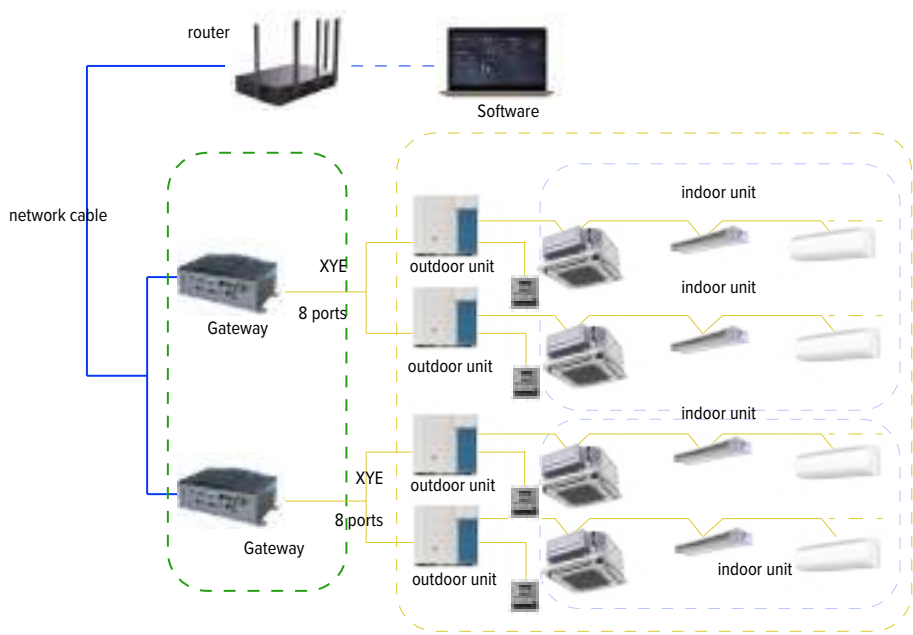 router
Software
indoor unit
network cable
XYE
outdoor unit
indoor unit
8 ports
Gateway
outdoor unit
indoor unit
XYE
outdoor unit
8 ports
Gateway
indoor unit
outdoor unit